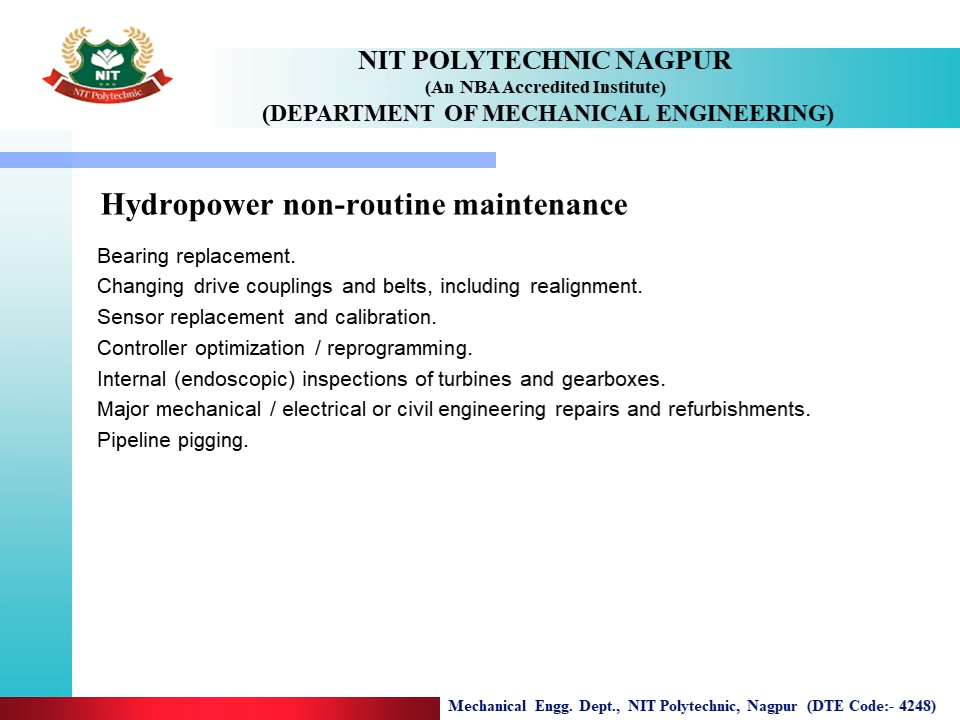 NIT POLYTECHNIC NAGPUR
(An NBA Accredited Institute)
(DEPARTMENT OF MECHANICAL ENGINEERING)
NIT
NIT Polytechnic
Hydropower non-routine maintenance
Bearing replacement.
Changing drive couplings and belts, including realignment.
Sensor replacement and calibration.
Controller optimization / reprogramming.
Internal (endoscopic) inspections of turbines and gearboxes.
Major mechanical / electrical or civil engineering repairs and refurbishments.
Pipeline pigging.
Mechanical Engg. Dept., NIT Polytechnic, Nagpur (DTE Code:- 4248)